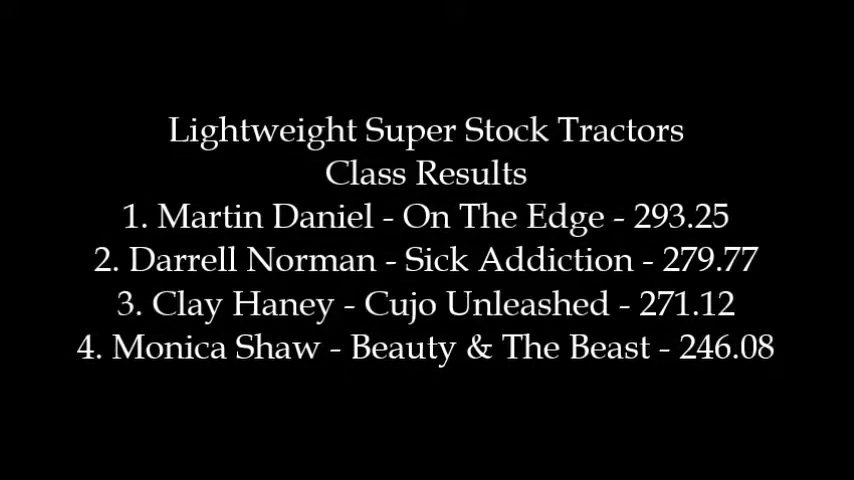 Lightweight Super Stock Tractors
Class Results
1. Martin Daniel - On The Edge - 293.25
2. Darrell Norman - Sick Addiction - 279.77
3. Clay Haney - Cujo Unleashed - 271.12
4. Monica Shaw - Beauty & The Beast - 246.08